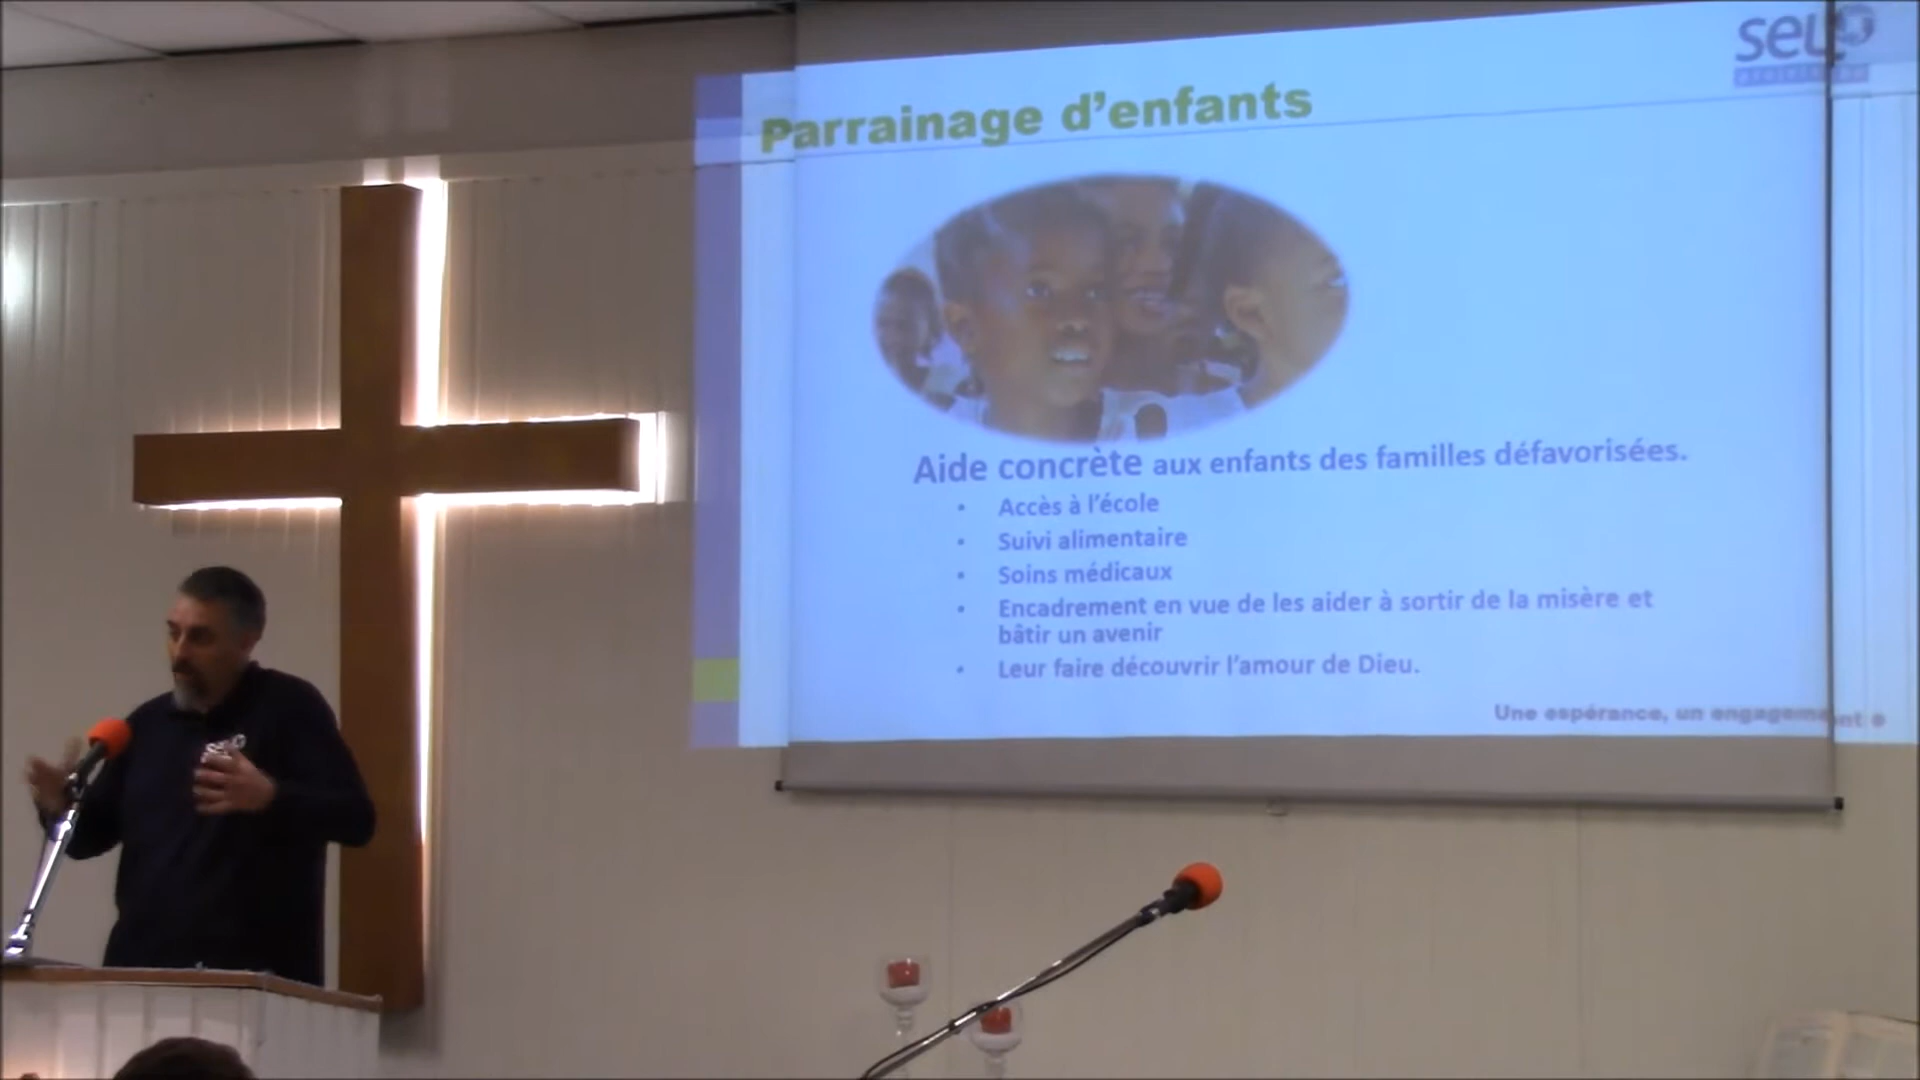 SEL
Parrainage d'enfants
Aide concrète aux enfants des familles défavorisées.
• Accès à l'école
• Suivi alimentaire
• Soins médicaux
• Encadrement en vue de les aider à sortir de la misère et
bâtir un avenir
• Leur faire découvrir l'amour de Dieu.
Une espérance, un engagement
SEL